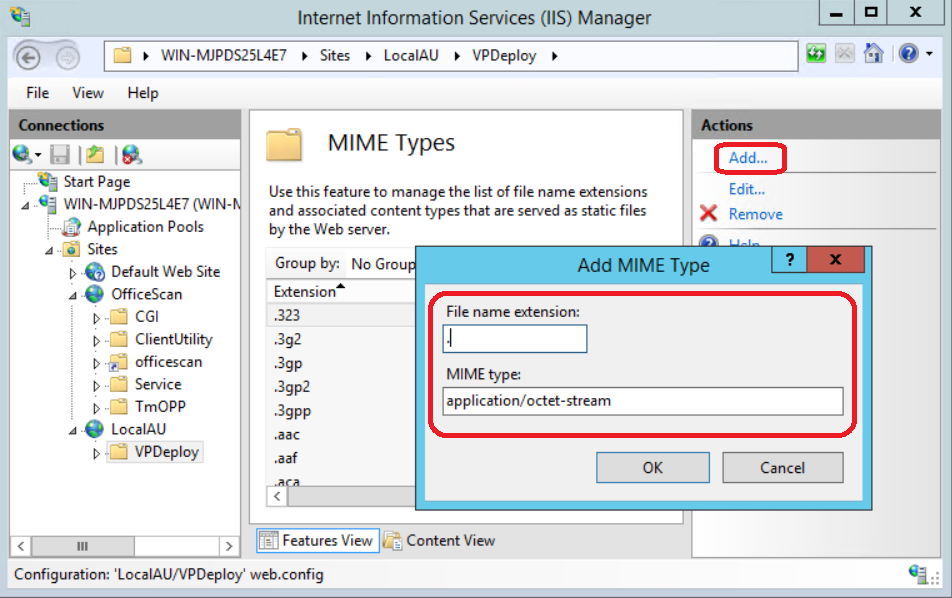 Internet Information Services (IIS) Manager
WIN-MJPDS25L4E7 Sites LocalAU VPDeploy
File View Help
Connections
Start Page
WIN-MJPDS25L4E7 (WIN-M
Application Pools
Sites
Default Web Site
OfficeScan
CGI
ClientUtility
officescan
Service
TmOPP
LocalAU
VPDeploy
MIME Types
Use this feature to manage the list of file name extensions
and associated content types that are served as static files
by the Web server.
Group by: No Group
Extension
.323
.3g2
.3gp
.3gp2
.3gpp
.aac
.aaf
.aca
Features View Content View
Actions
Add...
Edit...
Remove
Help
Add MIME Type
? X
File name extension:
.
MIME type:
application/octet-stream
OK Cancel
Configuration: 'LocalAU/VPDeploy' web.config